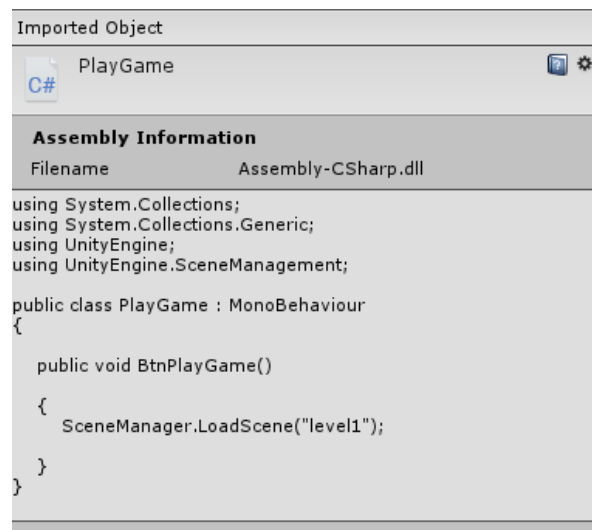 Imported Object
PlayGame
C#
Assembly Information
Filename Assembly-CSharp.dll
using System.Collections;
using System.Collections.Generic;
using UnityEngine;
using UnityEngine.SceneManagement;
public class PlayGame : MonoBehaviour
{
public void BtnPlayGame()
{
SceneManager.LoadScene("level1");
}
}